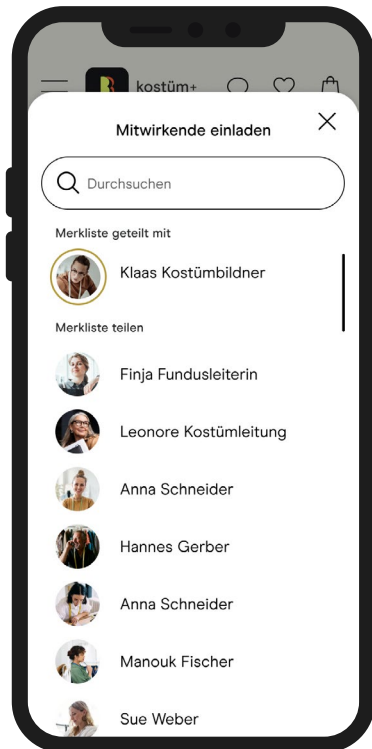 kostüm+
Mitwirkende einladen
Durchsuchen
Merkliste geteilt mit
Klaas Kostümbildner
Merkliste teilen
Finja Fundusleiterin
Leonore Kostümleitung
Anna Schneider
Hannes Gerber
Anna Schneider
Manouk Fischer
Sue Weber